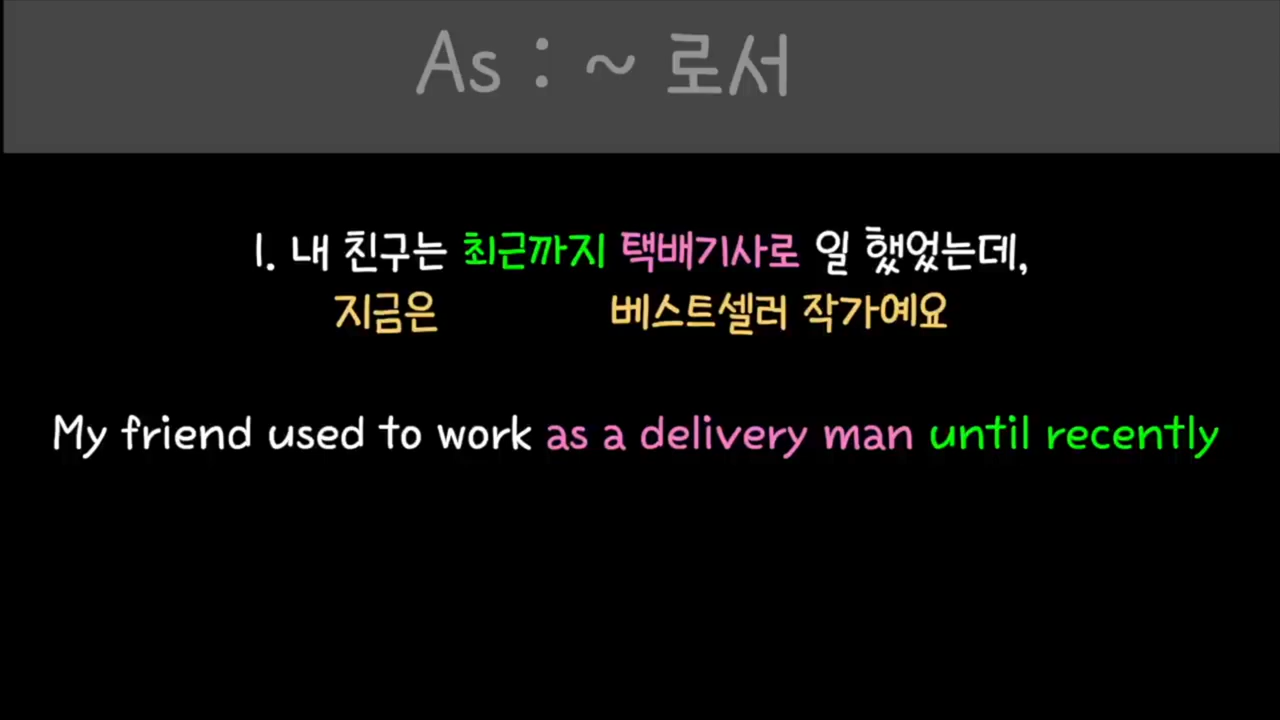 As : ~ 로서
1. 내 친구는 최근까지 택배기사로 일 했었는데,
지금은 베스트셀러 작가예요
My friend used to work as a delivery man until recently